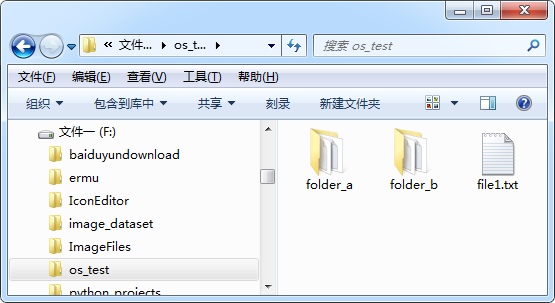 « 文件... ▸ os_t... ▸
搜索 os_test
文件(F) 编辑(E) 查看(V) 工具(T) 帮助(H)
组织 包含到库中 共享 刻录 新建文件夹
文件一 (F:)
baiduyundownload
ermu
IconEditor
image_dataset
ImageFiles
os_test
python_projects
folder_a
folder_b
file1.txt